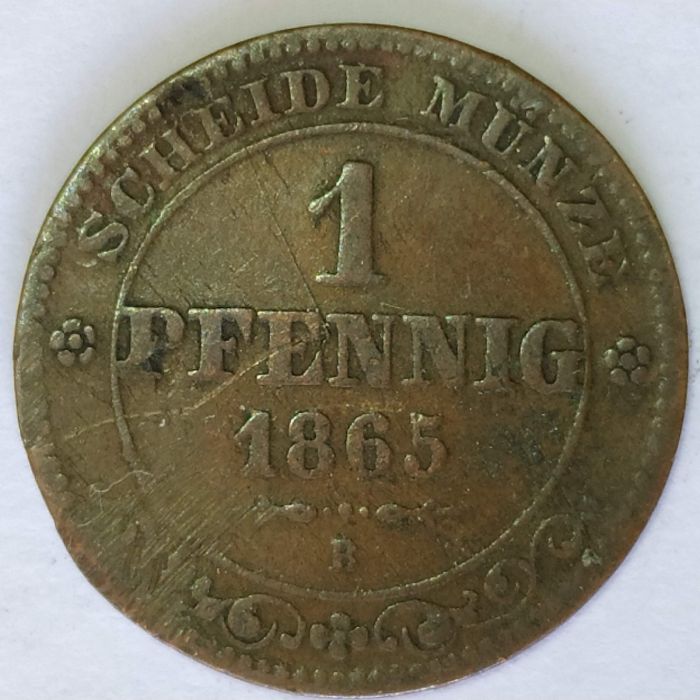 SCHEIDE MÜNZE
1
PFENNIG
1865
B